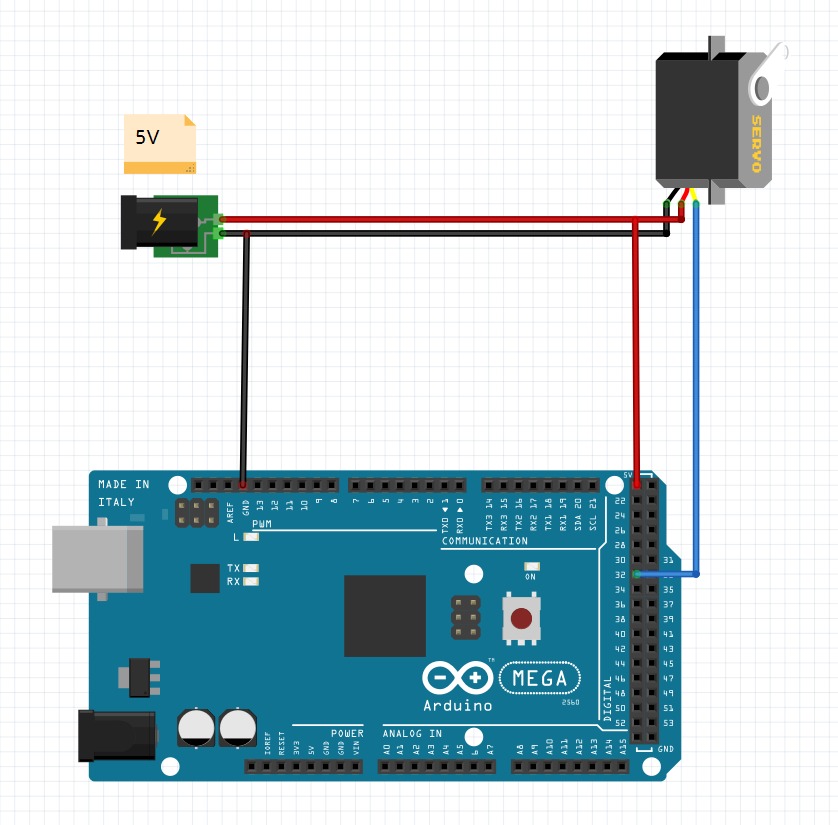 5V
SERVO
MADE IN
ITALY
5V
AREF
GND
13
12
11
10
9
8
7
6
5
4
3
2
TX0 ▶ 1
RX0 ▶ 0
TX3 14
RX3 15
TX2 16
RX2 17
TX1 18
RX1 19
SDA 20
SCL 21
PWM
COMMUNICATION
L
TX
RX
ON
22
24
26
28
30 31
32
34 35
36 37
38 39
40 41
42 43
44 45
46 47
48 49
50 51
52 53
DIGITAL
GND
TM
MEGA
Arduino
2560
POWER
ANALOG IN
IOREF
RESET
3V3
5V
GND
GND
VIN
A0
A1
A2
A3
A4
A5
6
A7
A8
A9
A10
A11
A12
A13
A14
A15